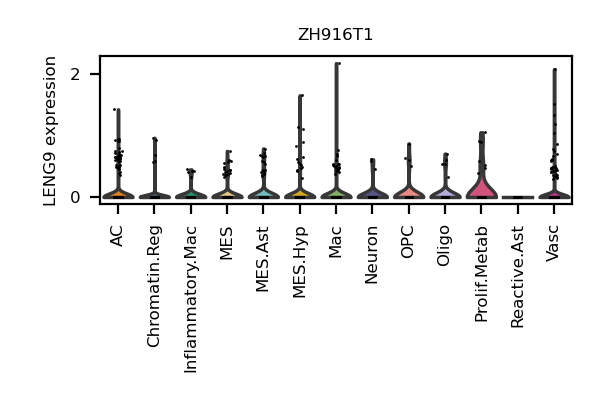 ZH916T1
LENG9 expression
2
0
AC
Chromatin.Reg
Inflammatory.Mac
MES
MES.Ast
MES.Hyp
Mac
Neuron
OPC
Oligo
Prolif.Metab
Reactive.Ast
Vasc